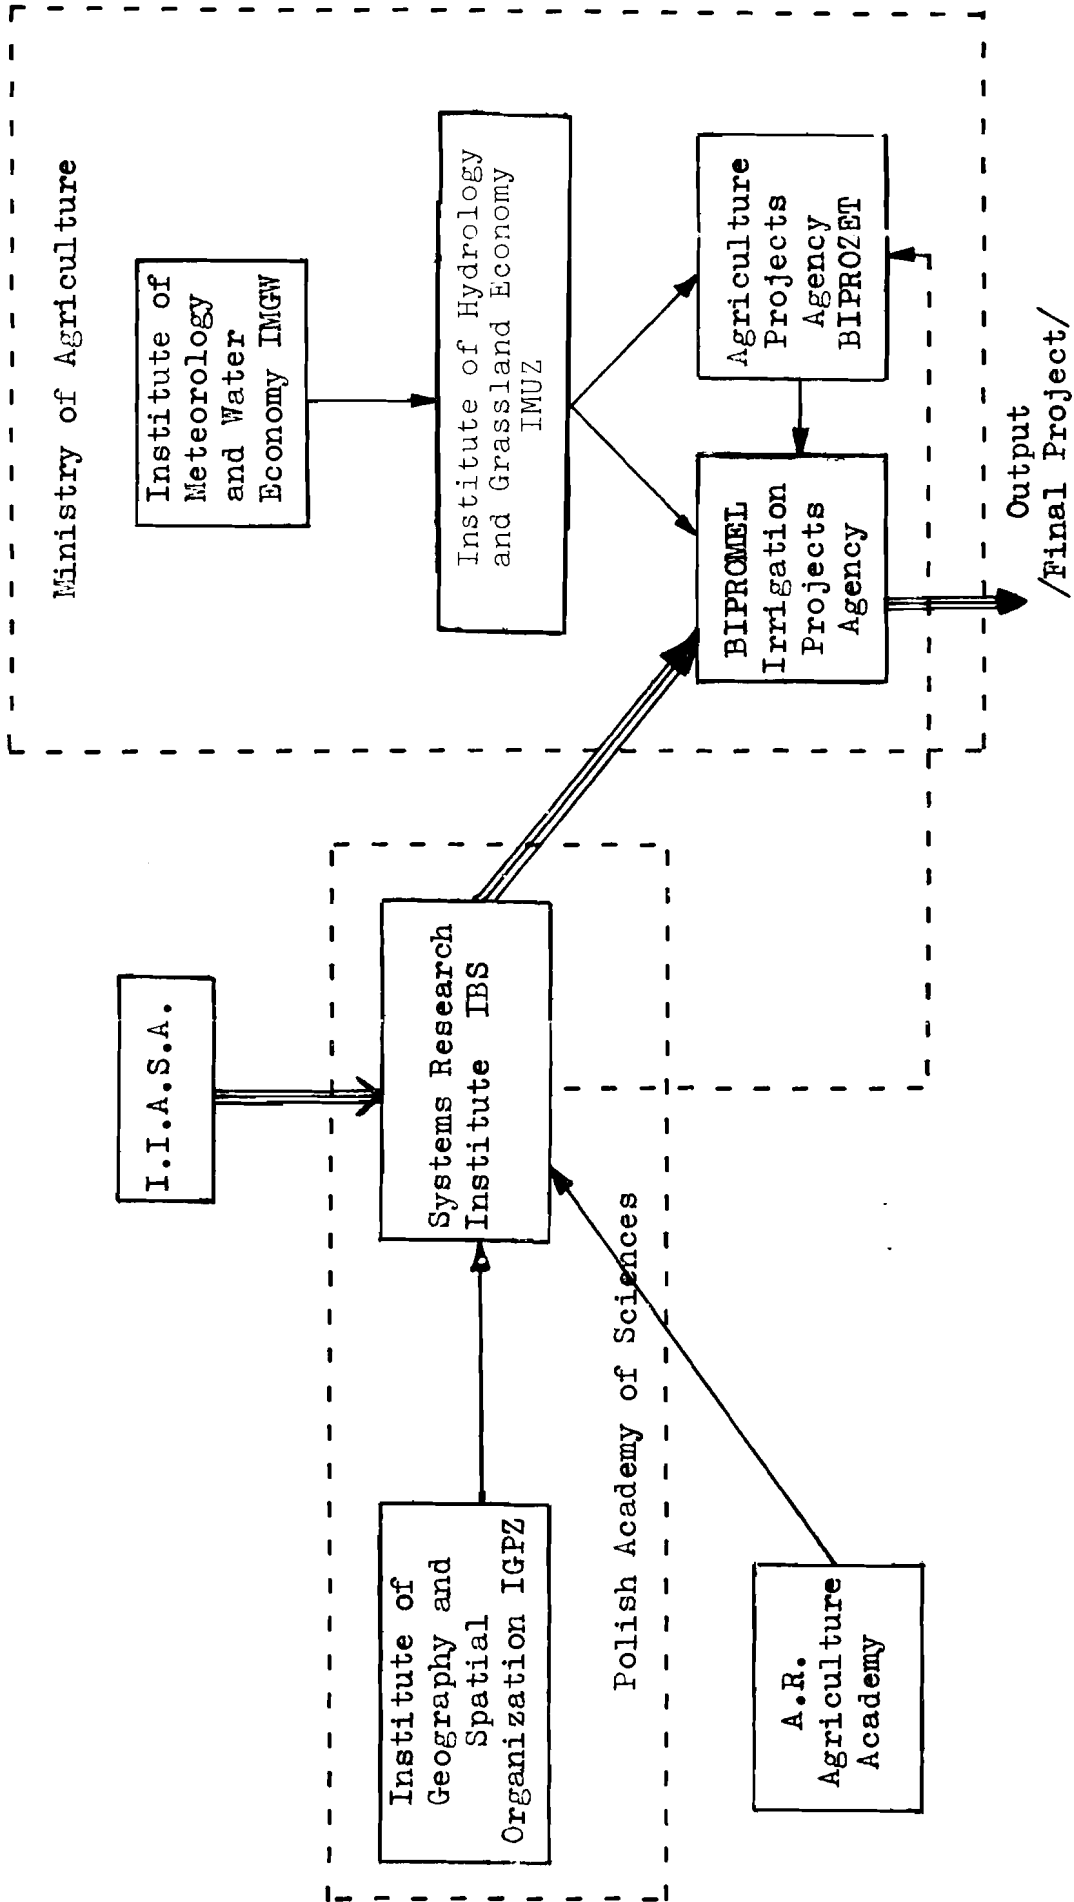 Ministry of Agriculture
Institute of
Meteorology
and Water
Economy IMGW
Institute of Hydrology
and Grassland Economy
IMUZ
Agriculture
Projects
Agency
BIPROZET
BIPROMEL
Irrigation
Projects
Agency
Output
/Final Project/
I.I.A.S.A.
Systems Research
Institute IBS
Institute of
Geography and
Spatial
Organization IGPZ
Polish Academy of Sciences
A.R.
Agriculture
Academy